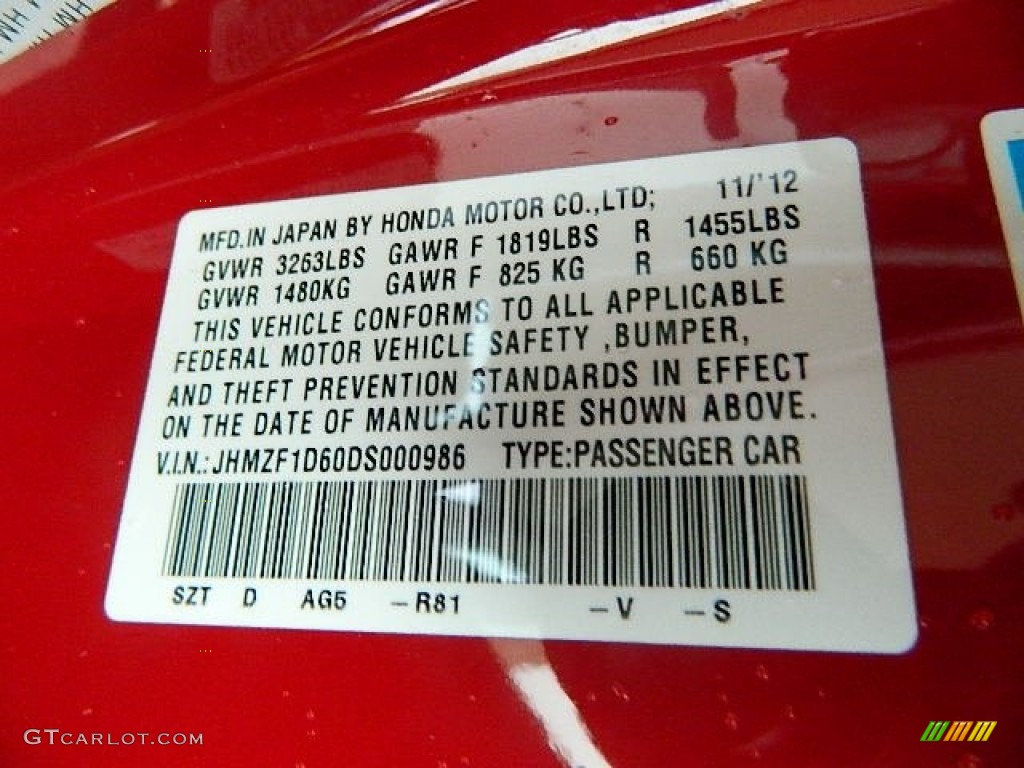 MFD.IN JAPAN BY HONDA MOTOR CO.,LTD; 11/'12
GVWR 3263LBS GAWR F 1819LBS R 1455LBS
GVWR 1480KG GAWR F 825 KG R 660 KG
THIS VEHICLE CONFORMS TO ALL APPLICABLE
FEDERAL MOTOR VEHICLE SAFETY ,BUMPER,
AND THEFT PREVENTION STANDARDS IN EFFECT
ON THE DATE OF MANUFACTURE SHOWN ABOVE.
V.I.N.:JHMZF1D60DS000986 TYPE:PASSENGER CAR
SZT D AG5 -R81 -V -S
GTCARLOT.COM